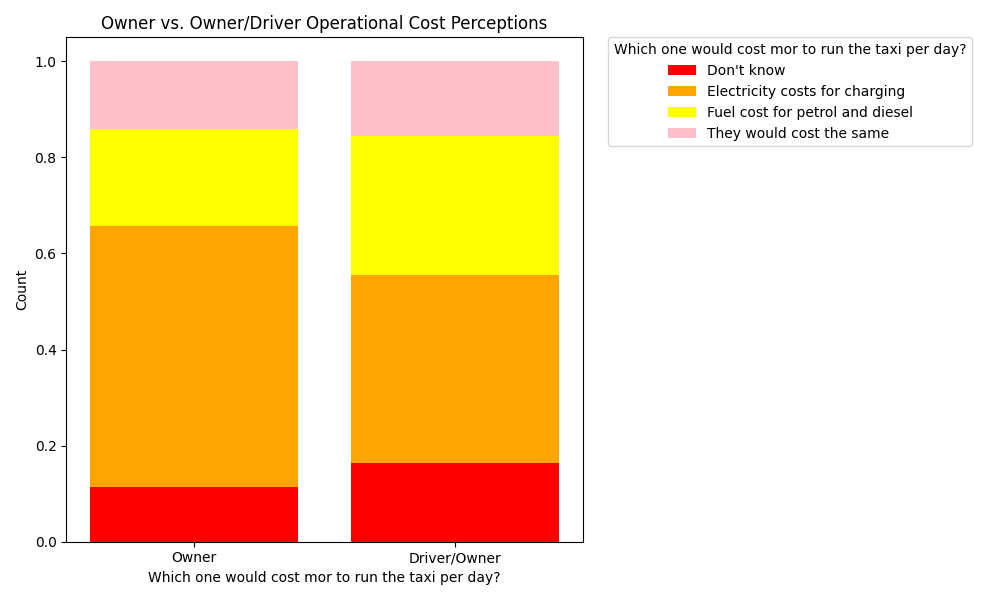 Owner vs. Owner/Driver Operational Cost Perceptions
Which one would cost mor to run the taxi per day?
Don't know
Electricity costs for charging
Fuel cost for petrol and diesel
They would cost the same
Count
1.0
0.8
0.6
0.4
0.2
0.0
Owner
Driver/Owner
Which one would cost mor to run the taxi per day?